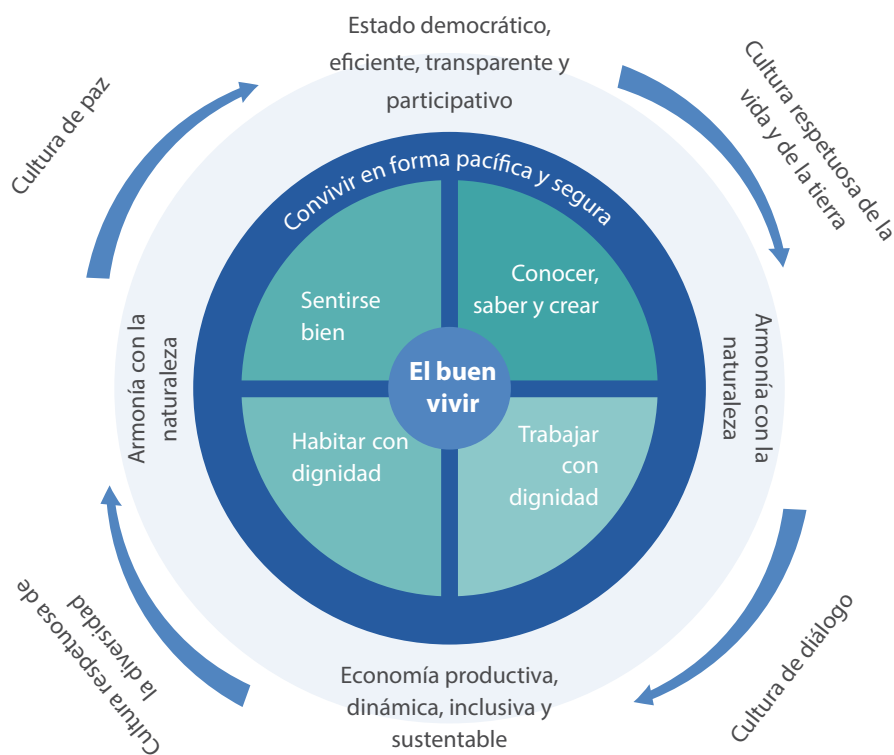 Estado democrático,
eficiente, transparente y
participativo
Cultura de paz
Cultura respetuosa de la
vida y de la tierra
Convivir en forma pacífica y segura
Sentirse
bien
Conocer,
saber y crear
El buen
vivir
Habitar con
dignidad
Trabajar
con
dignidad
Armonía con la
naturaleza
Armonía con la
naturaleza
Cultura respetuosa de
la diversidad
Cultura de diálogo
Economía productiva,
dinámica, inclusiva y
sustentable